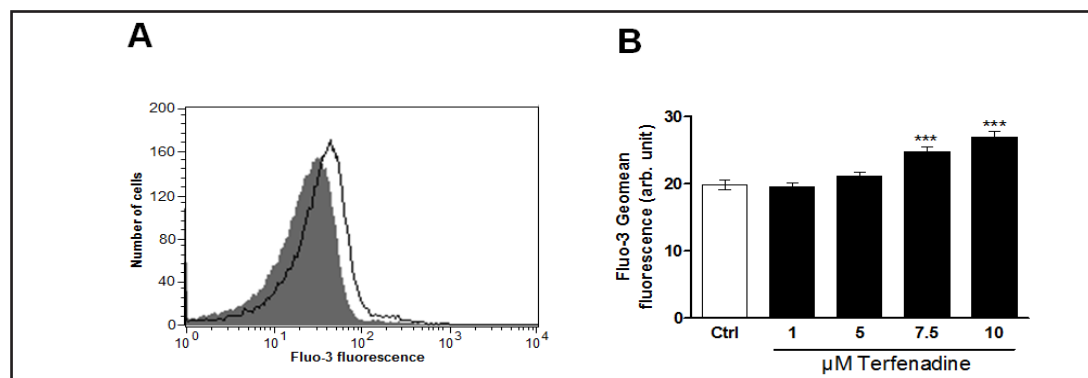 A
B
200
160
120
80
40
0
Number of cells
10^0 10^1 10^2 10^3 10^4
Fluo-3 fluorescence
Fluo-3 Geomean
fluorescence (arb. unit)
30
20
10
0
*** ***
Ctrl 1 5 7.5 10
µM Terfenadine